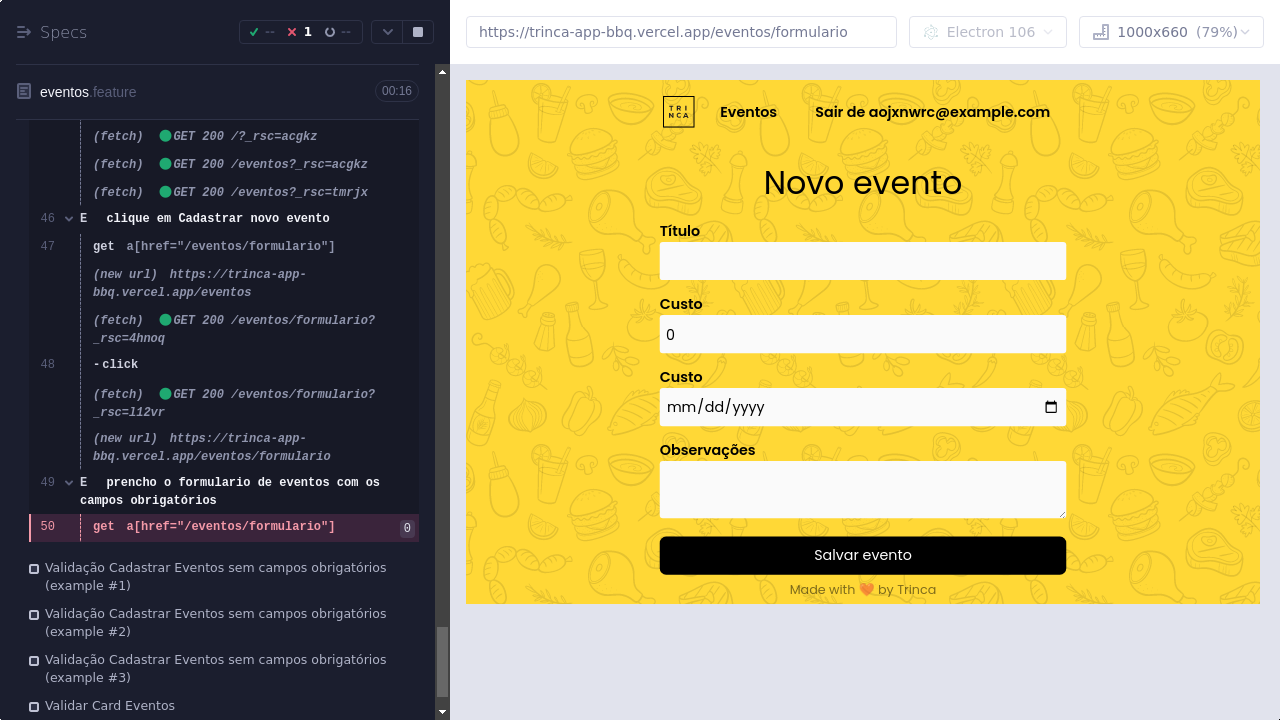 Specs
-- 1 --
eventos.feature
00:16
(fetch) GET 200 /?_rsc=acgkz
(fetch) GET 200 /eventos?_rsc=acgkz
(fetch) GET 200 /eventos?_rsc=tmrjx
46 E clique em Cadastrar novo evento
47 get a[href="/eventos/formulario"]
(new url) https://trinca-app-
bbq.vercel.app/eventos
(fetch) GET 200 /eventos/formulario?
_rsc=4hnoq
48 -click
(fetch) GET 200 /eventos/formulario?
_rsc=l12vr
(new url) https://trinca-app-
bbq.vercel.app/eventos/formulario
49 E prencho o formulario de eventos com os
campos obrigatórios
50 get a[href="/eventos/formulario"] 0
Validação Cadastrar Eventos sem campos obrigatórios
(example #1)
Validação Cadastrar Eventos sem campos obrigatórios
(example #2)
Validação Cadastrar Eventos sem campos obrigatórios
(example #3)
Validar Card Eventos
https://trinca-app-bbq.vercel.app/eventos/formulario
Electron 106
1000x660 (79%)
TRI
NCA
Eventos
Sair de aojxnwrc@example.com
Novo evento
Título
Custo
0
Custo
mm/dd/yyyy
Observações
Salvar evento
Made with 🧡 by Trinca